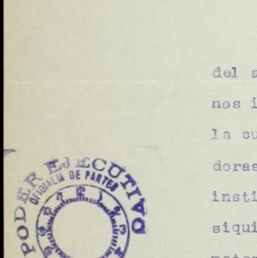 del s
nos i
la cu
doras
insti
siqui
PODER EJECUTIVO
OFICIALIA DE PARTES